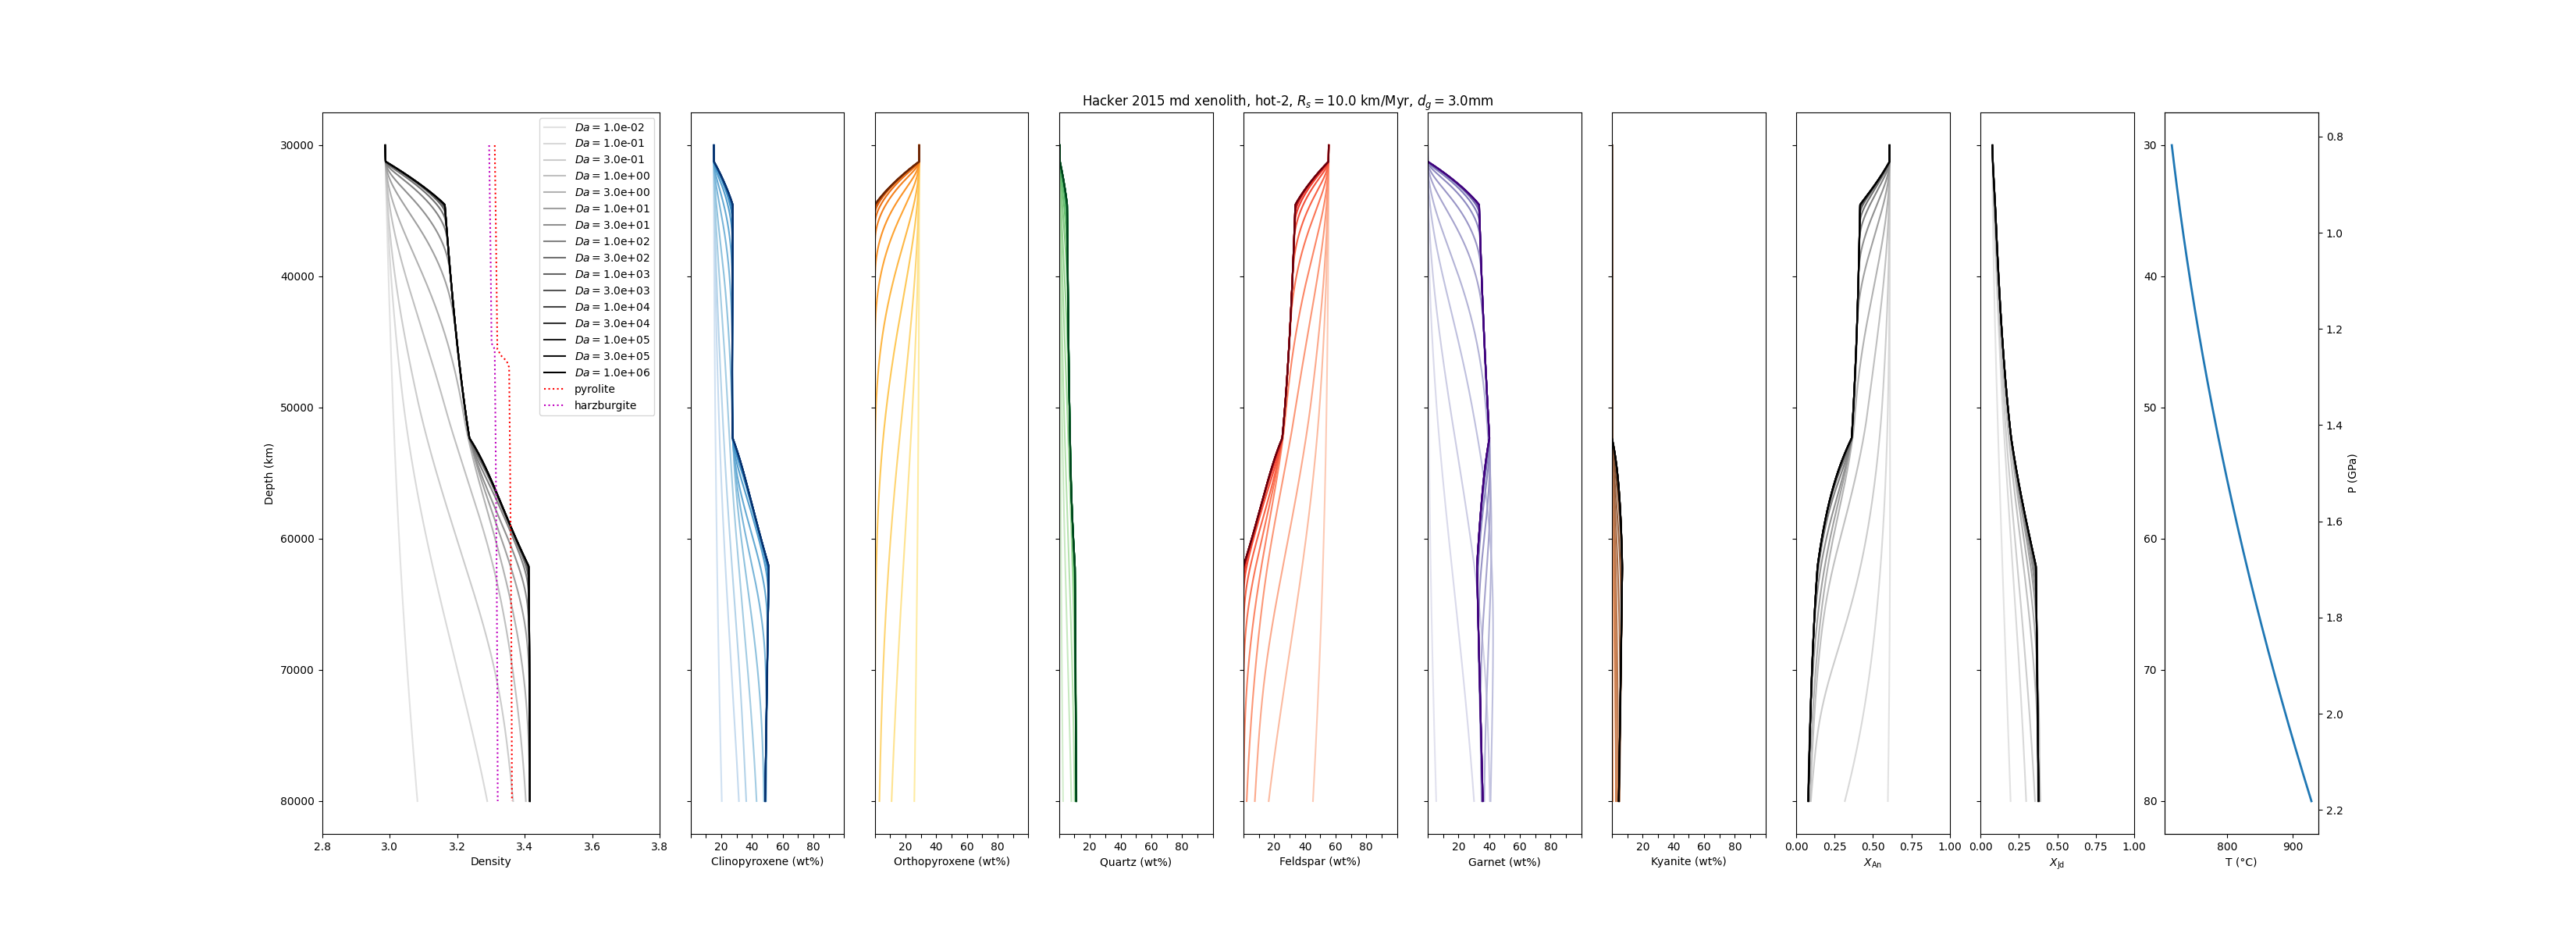 Hacker 2015 md xenolith, hot-2, Rs = 10.0 km/Myr, dg = 3.0mm
Da = 1.0e-02
Da = 1.0e-01
Da = 3.0e-01
Da = 1.0e+00
Da = 3.0e+00
Da = 1.0e+01
Da = 3.0e+01
Da = 1.0e+02
Da = 3.0e+02
Da = 1.0e+03
Da = 3.0e+03
Da = 1.0e+04
Da = 3.0e+04
Da = 1.0e+05
Da = 3.0e+05
Da = 1.0e+06
pyrolite
harzburgite
Depth (km)
30000
40000
50000
60000
70000
80000
2.8 3.0 3.2 3.4 3.6 3.8
Density
20 40 60 80
Clinopyroxene (wt%)
20 40 60 80
Orthopyroxene (wt%)
20 40 60 80
Quartz (wt%)
20 40 60 80
Feldspar (wt%)
20 40 60 80
Garnet (wt%)
20 40 60 80
Kyanite (wt%)
0.00 0.25 0.50 0.75 1.00
XAn
0.00 0.25 0.50 0.75 1.00
XJd
30
40
50
60
70
80
800 900
T (°C)
0.8
1.0
1.2
1.4
1.6
1.8
2.0
2.2
P (GPa)